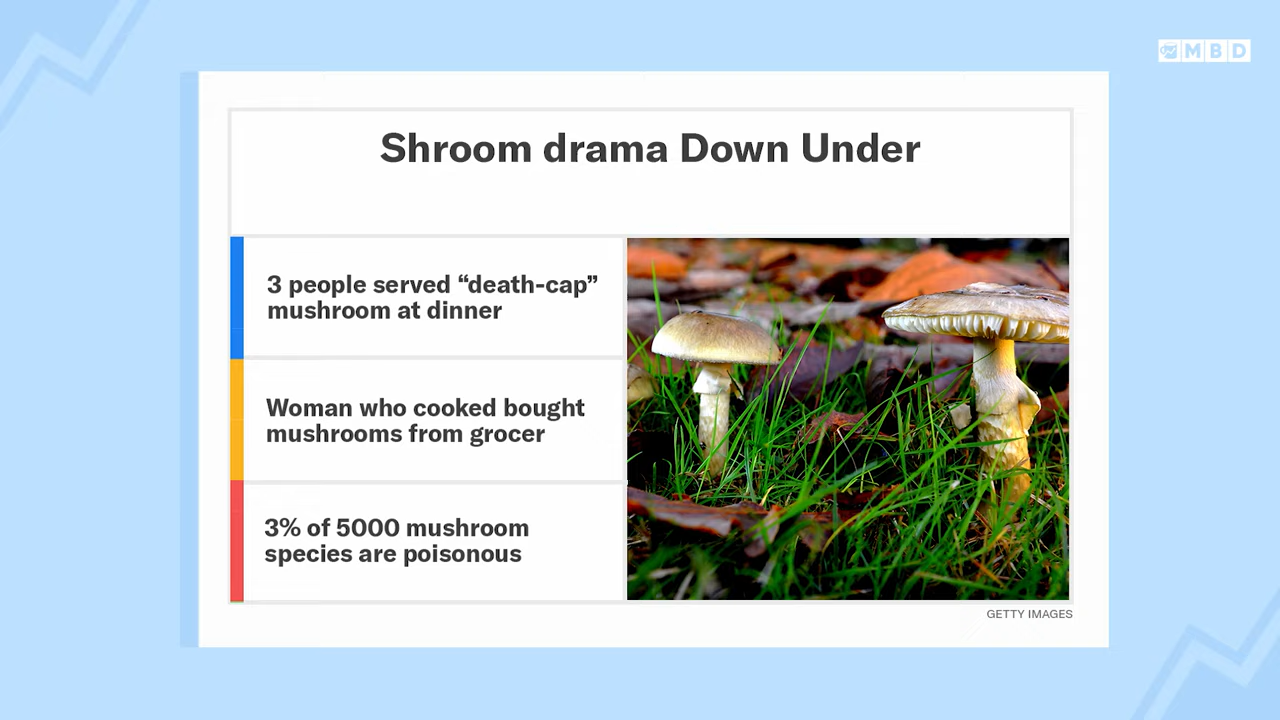 MBD
Shroom drama Down Under
3 people served “death-cap”
mushroom at dinner
Woman who cooked bought
mushrooms from grocer
3% of 5000 mushroom
species are poisonous
GETTY IMAGES